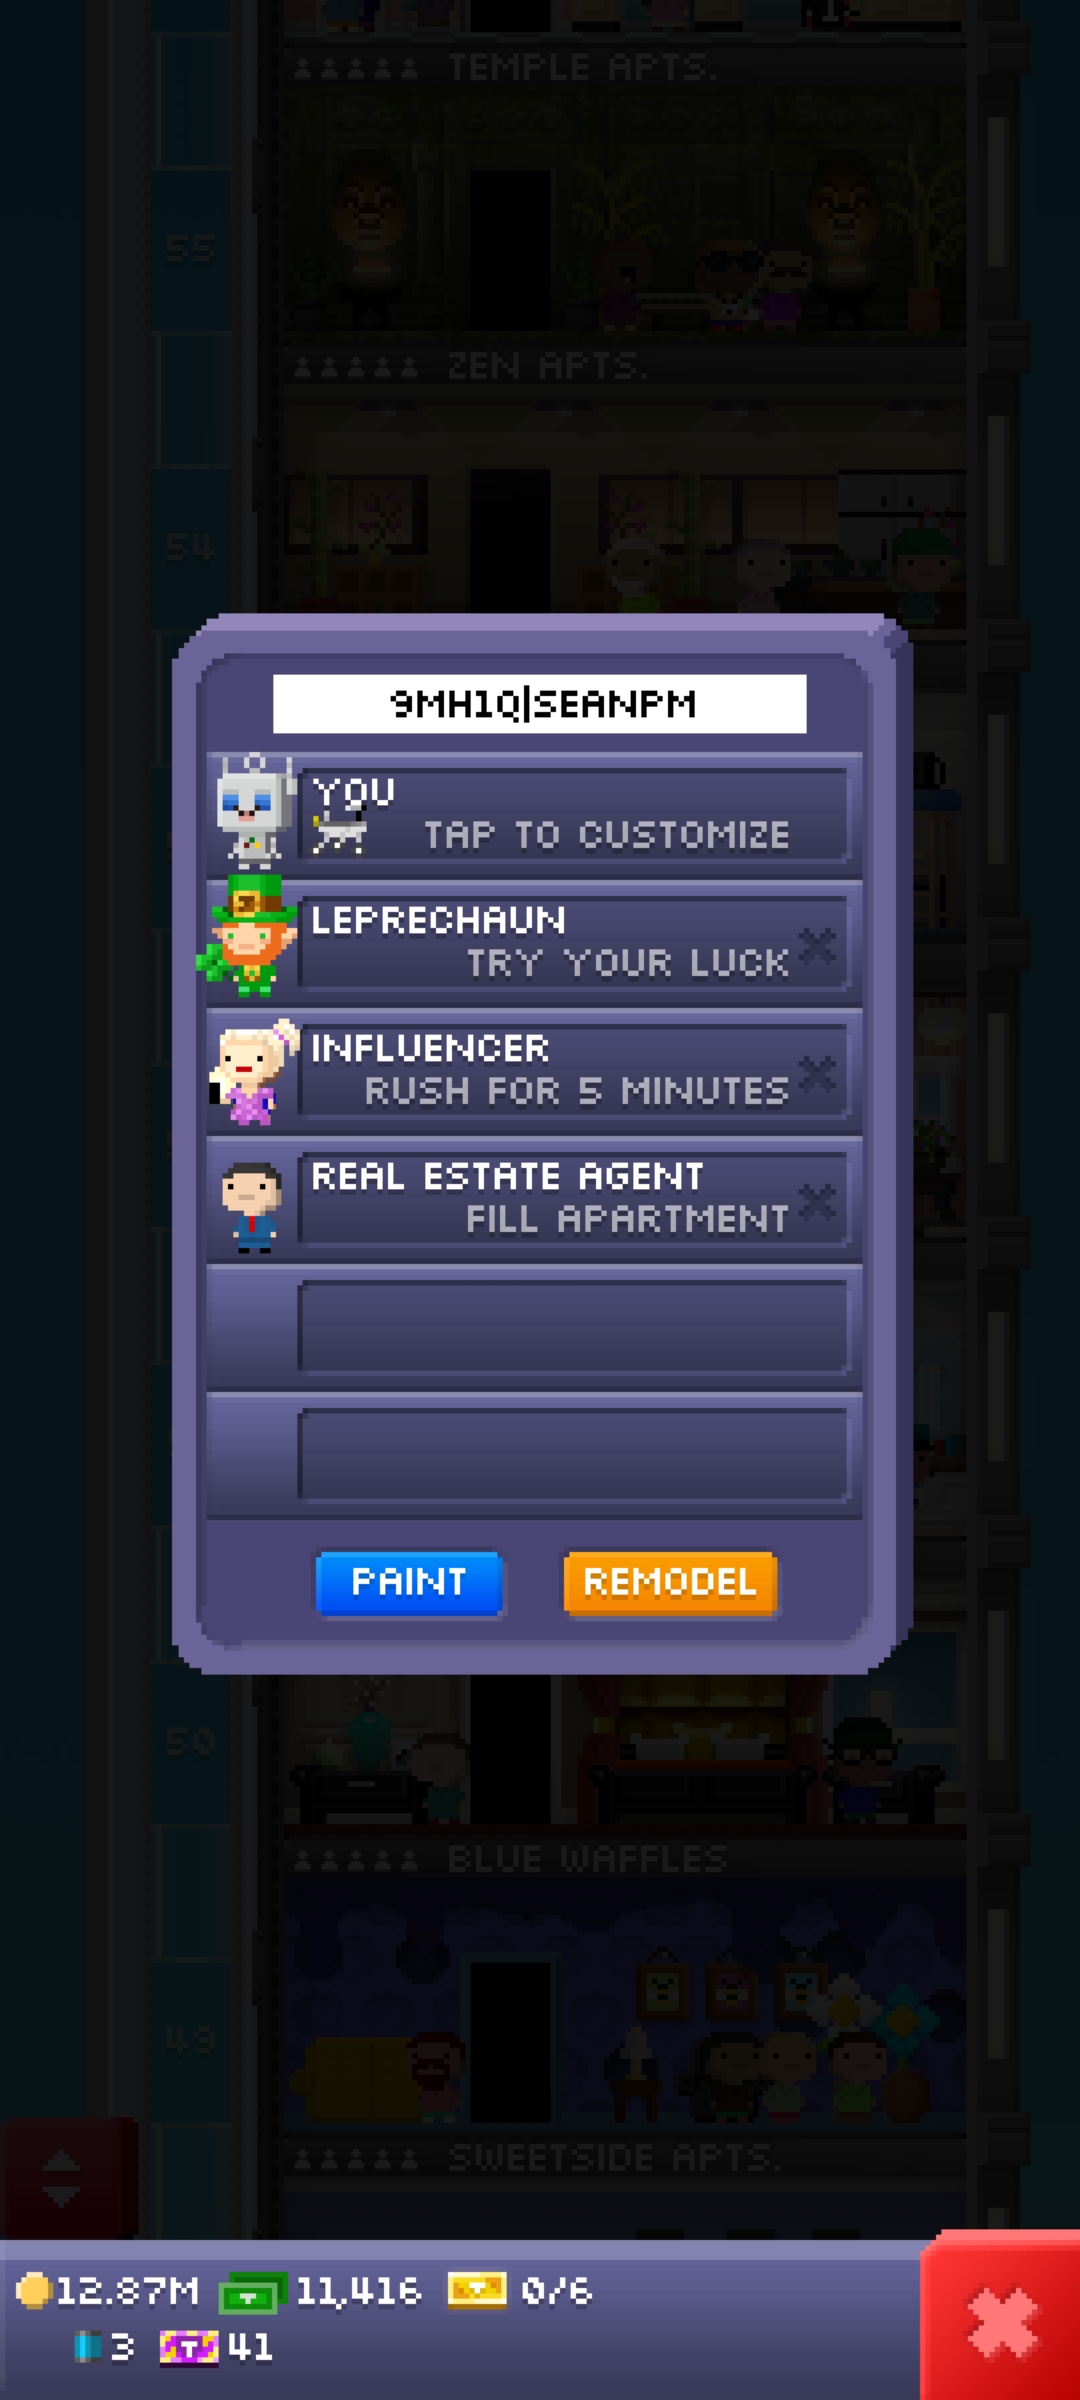 TEMPLE APTS.
55
ZEN APTS.
54
9MH1Q|SEANPM
YOU
TAP TO CUSTOMIZE
LEPRECHAUN
TRY YOUR LUCK
INFLUENCER
RUSH FOR 5 MINUTES
REAL ESTATE AGENT
FILL APARTMENT
PAINT
REMODEL
50
BLUE WAFFLES
49
SWEETSIDE APTS.
12.87M
11,416
0/6
3
41